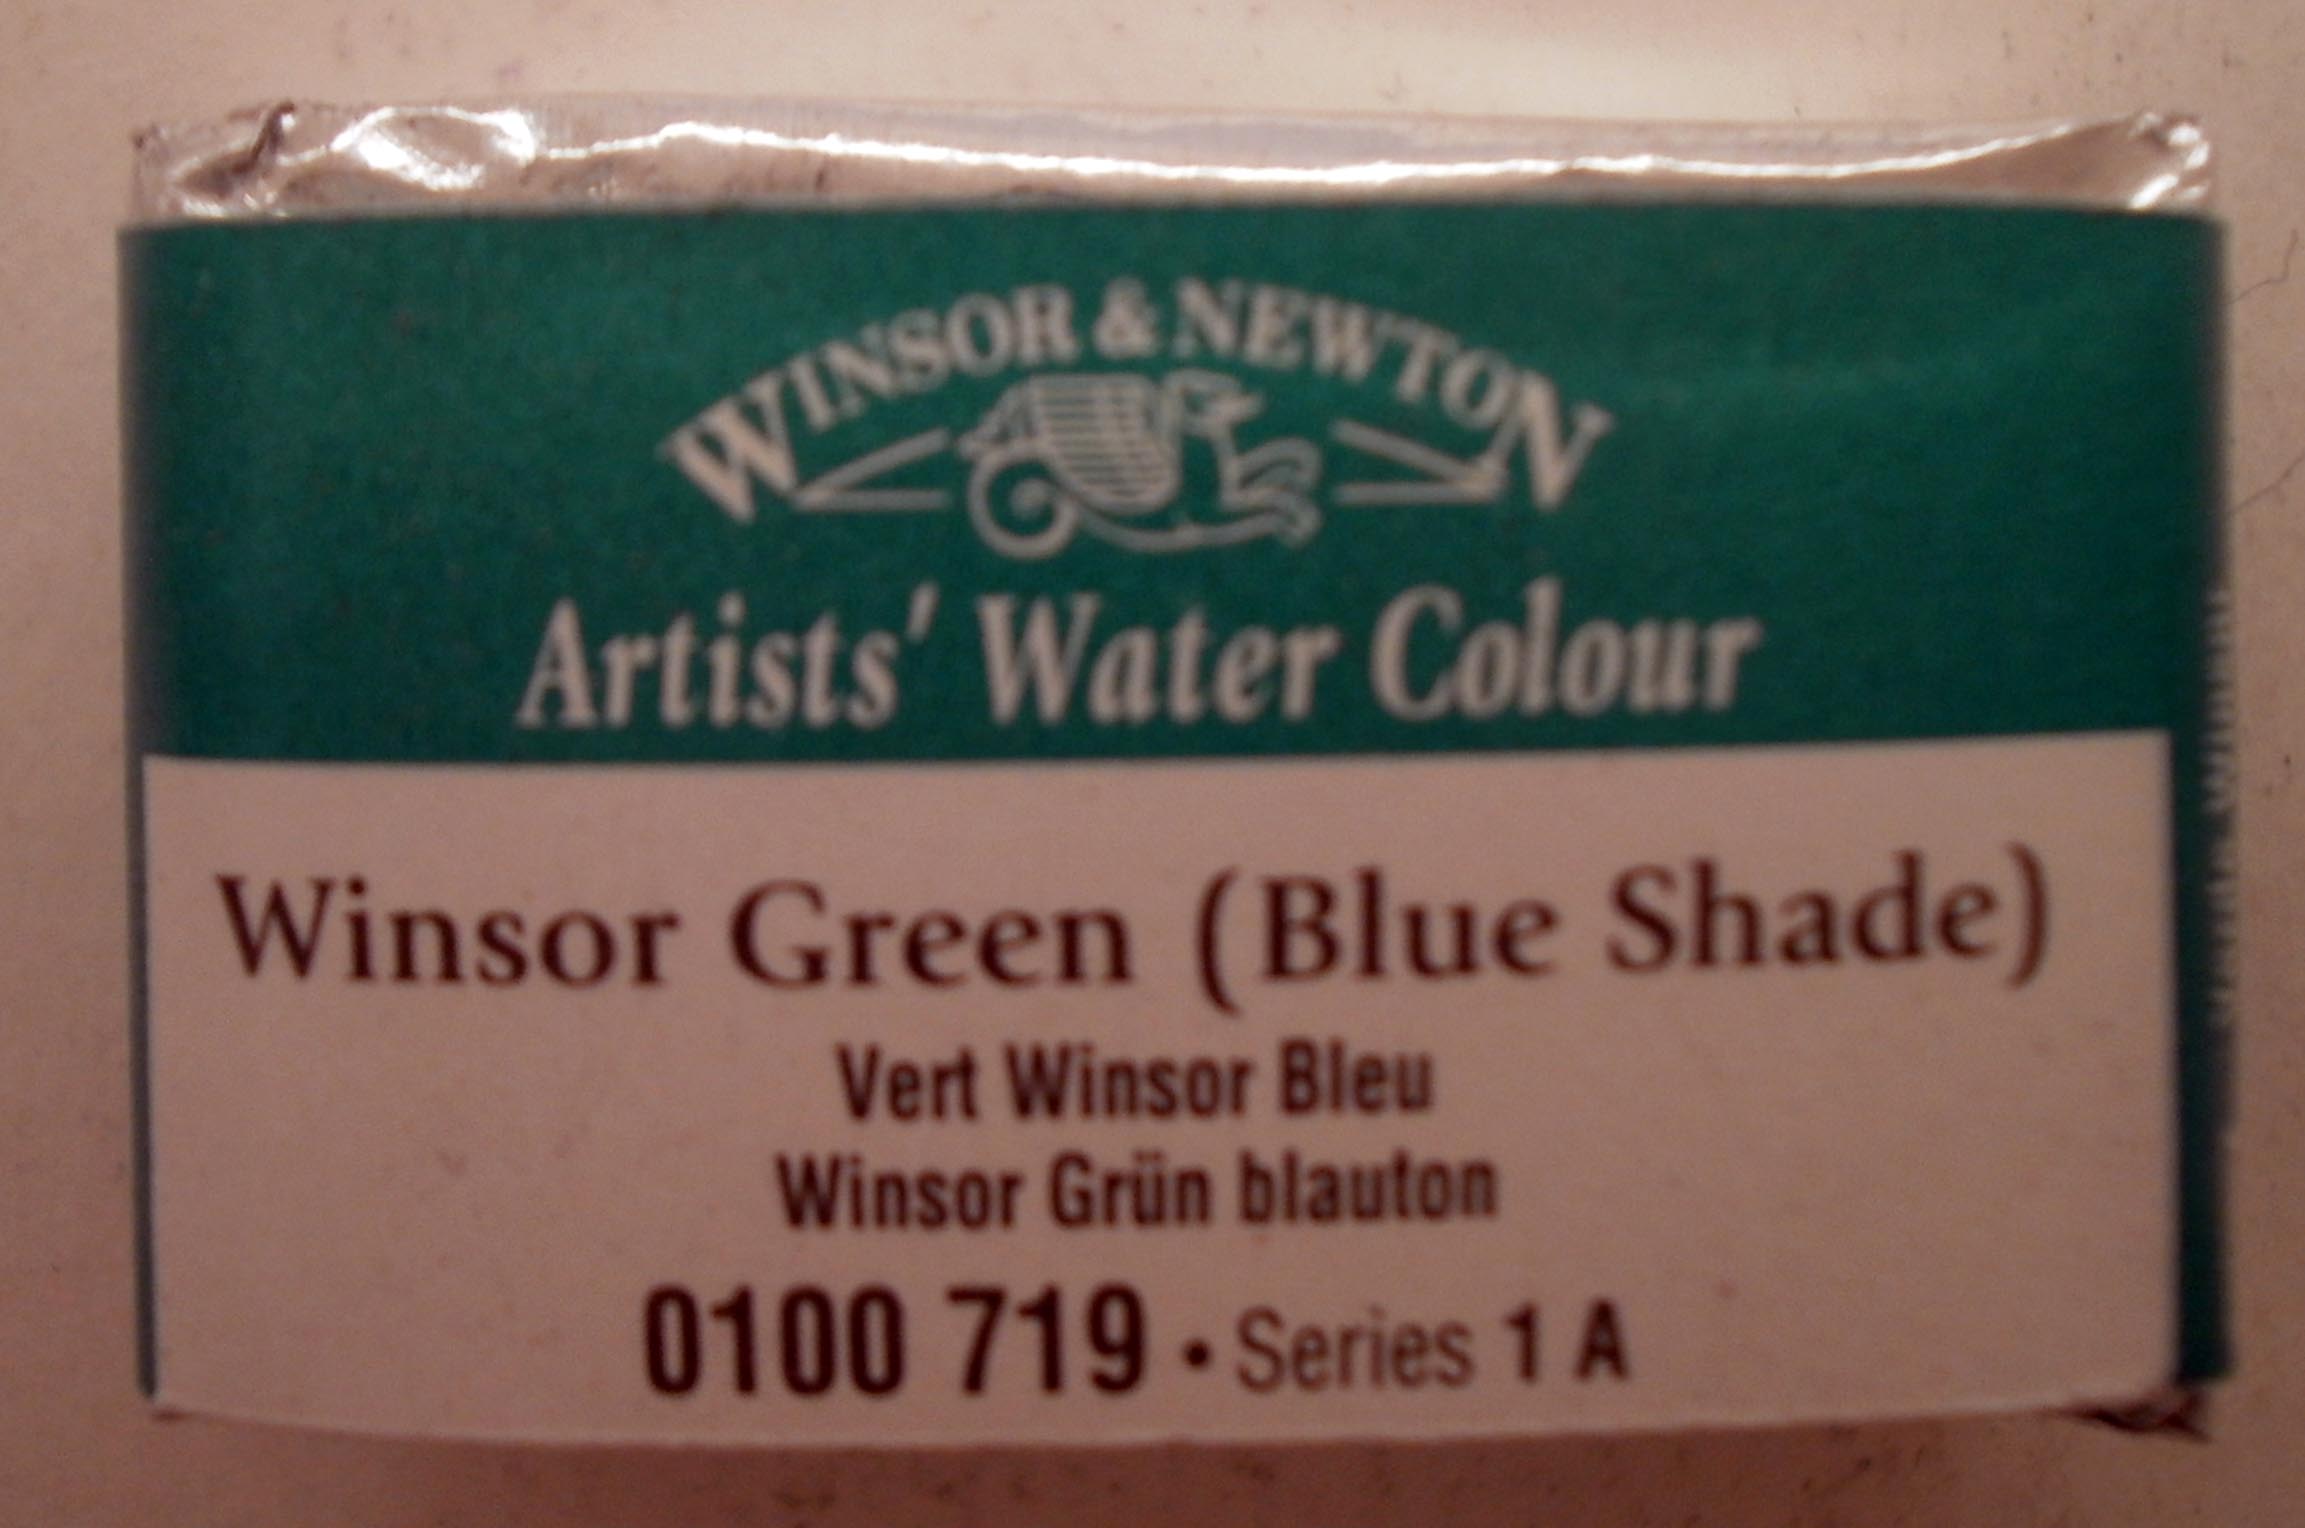 WINSOR & NEWTON
Artists' Water Colour
Winsor Green (Blue Shade)
Vert Winsor Bleu
Winsor Grün blauton
0100 719 • Series 1 A